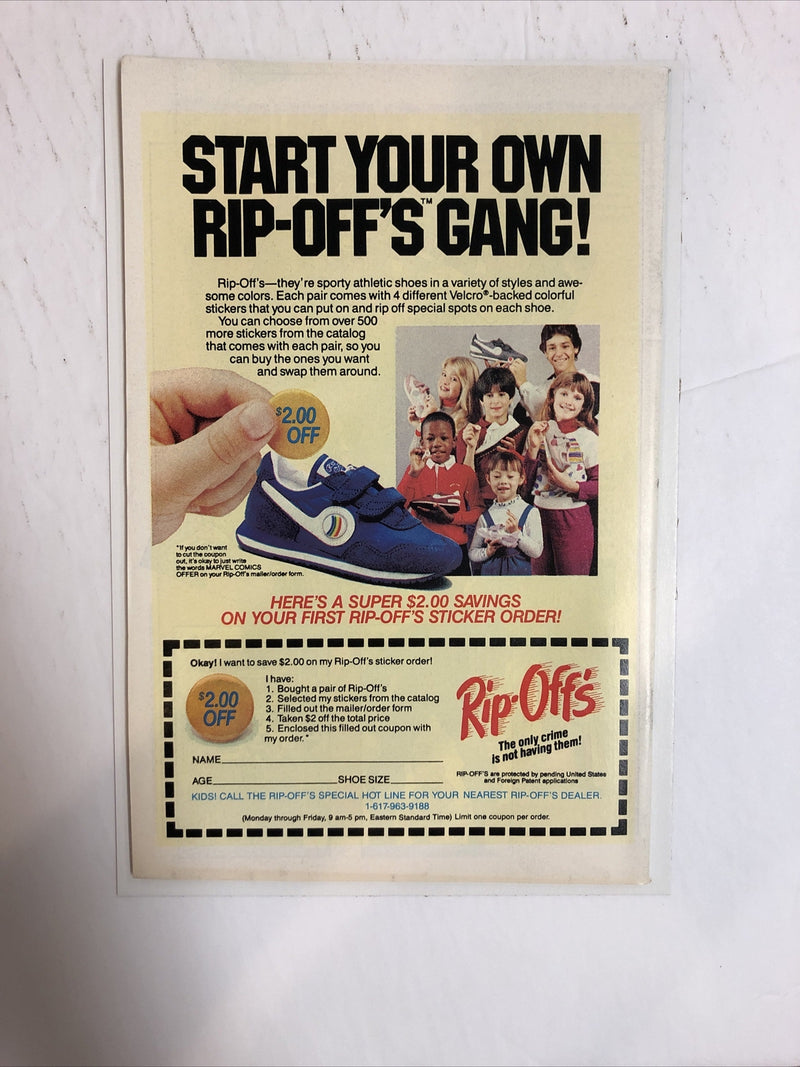 START YOUR OWN
RIP-OFF'S™ GANG!
Rip-Off's—they're sporty athletic shoes in a variety of styles and awe-
some colors. Each pair comes with 4 different Velcro®-backed colorful
stickers that you can put on and rip off special spots on each shoe.
You can choose from over 500
more stickers from the catalog
that comes with each pair, so you
can buy the ones you want
and swap them around.
$2.00
OFF
*If you don't want
to cut the coupon
out, it's okay to just write
the words MARVEL COMICS
OFFER on your Rip-Off's mailer/order form.
HERE'S A SUPER $2.00 SAVINGS
ON YOUR FIRST RIP-OFF'S STICKER ORDER!
Okay! I want to save $2.00 on my Rip-Off's sticker order!
$2.00
OFF
I have:
1. Bought a pair of Rip-Off's
2. Selected my stickers from the catalog
3. Filled out the mailer/order form
4. Taken $2 off the total price
5. Enclosed this filled out coupon with
my order.*
Rip-Off's
The only crime
is not having them!
NAME
AGE SHOE SIZE
RIP-OFF'S are protected by pending United States
and Foreign Patent applications
KIDS! CALL THE RIP-OFF'S SPECIAL HOT LINE FOR YOUR NEAREST RIP-OFF'S DEALER.
1-617-963-9188
(Monday through Friday, 9 am-5 pm, Eastern Standard Time) Limit one coupon per order.